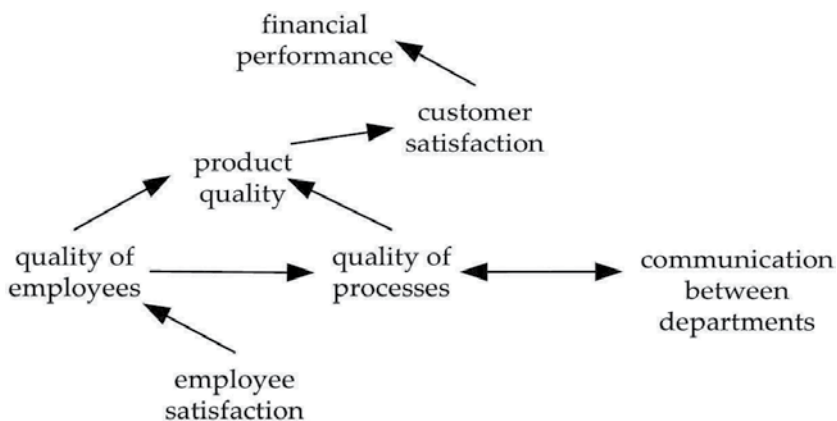 financial
performance
customer
satisfaction
product
quality
quality of
employees
quality of
processes
communication
between
departments
employee
satisfaction